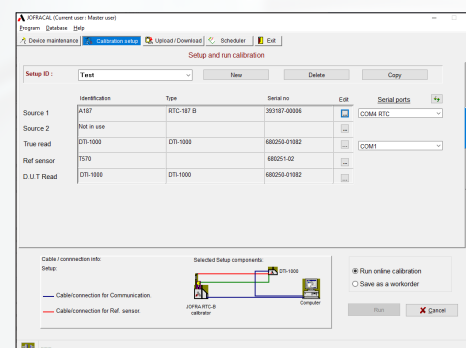 JOFRACAL (Current user : Master user)
Program Database Help
Device maintenance Calibration setup Upload / Download Scheduler Exit
Setup and run calibration
Setup ID : Test New Delete Copy
Identification Type Serial no Edit Serial ports
Source 1 A187 RTC-187 B 393187-00006 COM4 RTC
Source 2 Not in use ...
True read DTI-1000 DTI-1000 680250-01082 ... COM1
Ref sensor T570 680251-02 ...
D.U.T Read DTI-1000 DTI-1000 680250-01082 ...
Cable / connnection info: Selected Setup components:
Setup:
DTI-1000
Run online calibration
Save as a workorder
Cable/connection for Communication.
Cable/connection for Ref. sensor.
JOFRA RTC-B
calibrator
Computer
Run Cancel